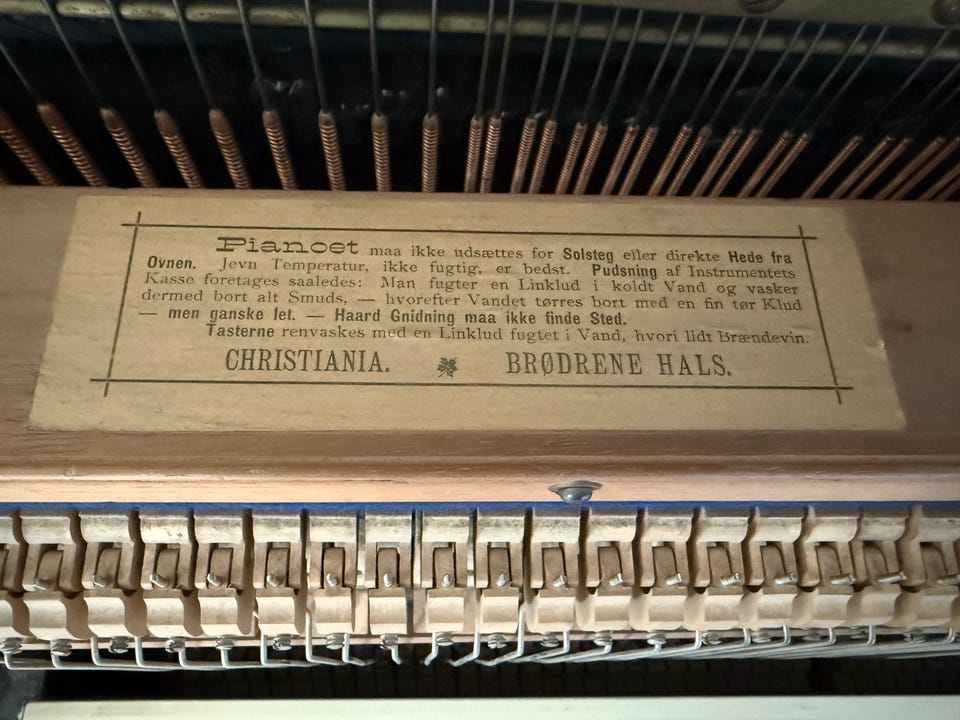 Pianoet maa ikke udsættes for Solsteg eller direkte Hede fra
Ovnen. Jevn Temperatur, ikke fugtig, er bedst. Pudsning af Instrumentets
Kasse foretages saaledes: Man fugter en Linklud i koldt Vand og vasker
dermed bort alt Smuds, — hvorefter Vandet tørres bort med en fin tør Klud
— men ganske let. — Haard Gnidning maa ikke finde Sted.
Tasterne renvaskes med en Linklud fugtet i Vand, hvori lidt Brændevin.
CHRISTIANIA. BRØDRENE HALS.